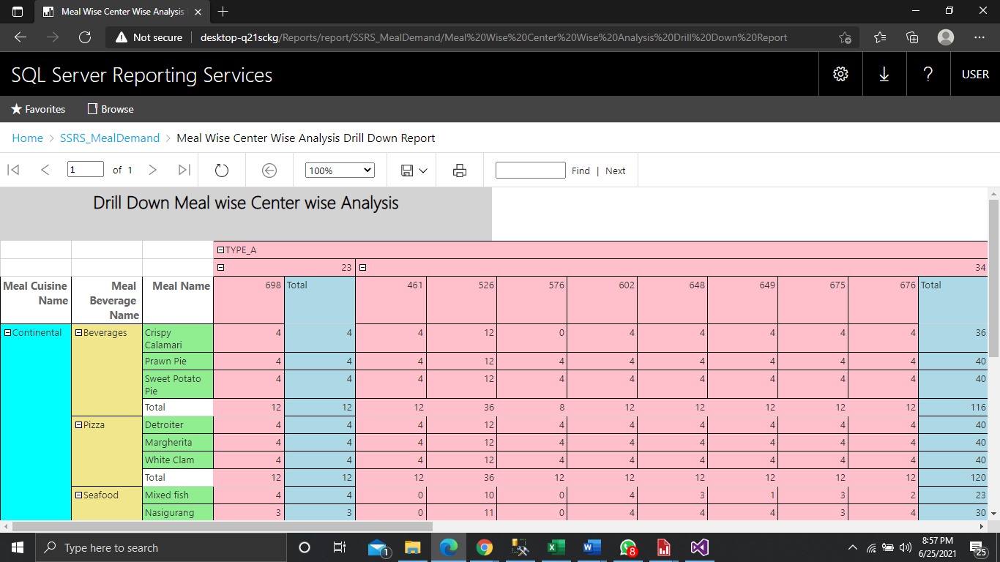 Meal Wise Center Wise Analysis
Not secure | desktop-q21sckg/Reports/report/SSRS_MealDemand/Meal%20Wise%20Center%20Wise%20Analysis%20Drill%20Down%20Report
SQL Server Reporting Services ? USER
Favorites Browse
Home > SSRS_MealDemand > Meal Wise Center Wise Analysis Drill Down Report
1 of 1 100% Find | Next
Drill Down Meal wise Center wise Analysis
TYPE_A
23 34
Meal Cuisine Name Meal Beverage Name Meal Name 698 Total 461 526 576 602 648 649 675 676 Total
Continental Beverages Crispy Calamari 4 4 4 12 0 4 4 4 4 4 36
Prawn Pie 4 4 4 12 4 4 4 4 4 4 40
Sweet Potato Pie 4 4 4 12 4 4 4 4 4 4 40
Total 12 12 12 36 8 12 12 12 12 12 116
Pizza Detroiter 4 4 4 12 4 4 4 4 4 4 40
Margherita 4 4 4 12 4 4 4 4 4 4 40
White Clam 4 4 4 12 4 4 4 4 4 4 40
Total 12 12 12 36 12 12 12 12 12 12 120
Seafood Mixed fish 4 4 0 10 0 4 3 1 3 2 23
Nasigurang 3 3 0 11 0 4 4 4 3 4 30
Type here to search 1 8 8:57 PM
6/25/2021 25